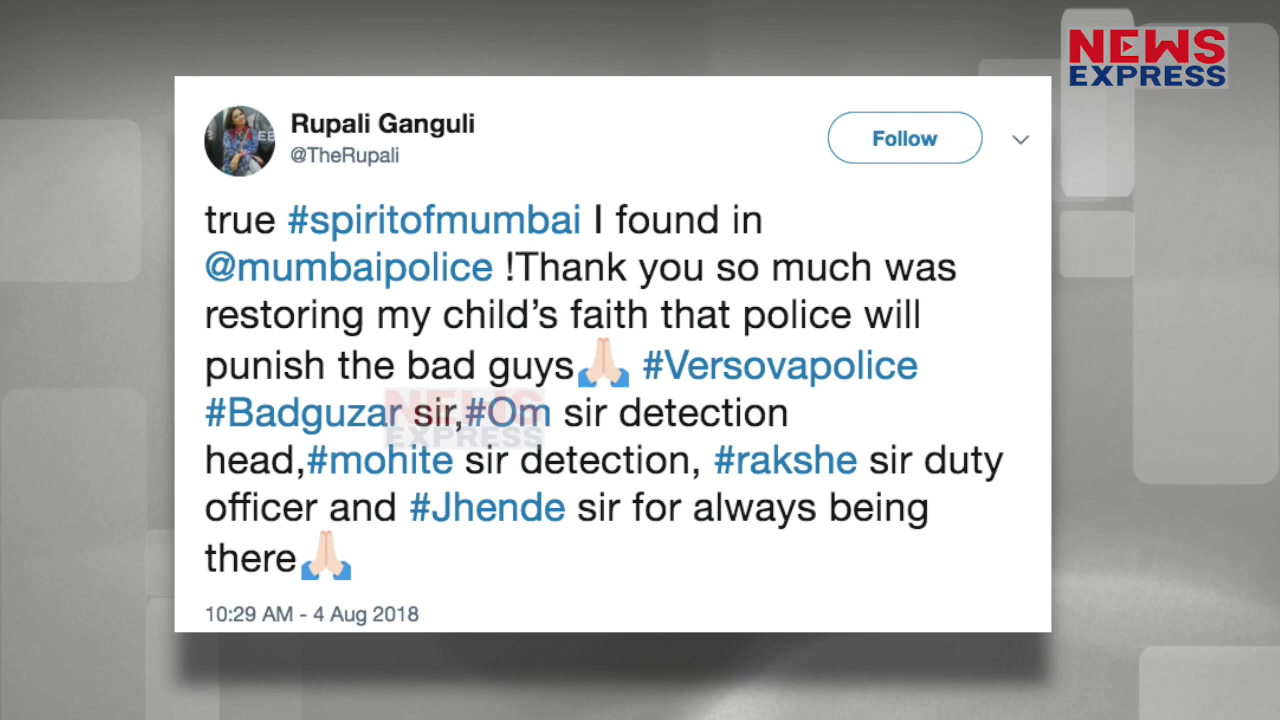 NEWS
EXPRESS
Rupali Ganguli
@TheRupali
Follow
true #spiritofmumbai I found in
@mumbaipolice !Thank you so much was
restoring my child’s faith that police will
punish the bad guys🙏🏻 #Versovapolice
#Badguzar sir,#Om sir detection
head,#mohite sir detection, #rakshe sir duty
officer and #Jhende sir for always being
there🙏🏻
10:29 AM - 4 Aug 2018
NEWS
EXPRESS